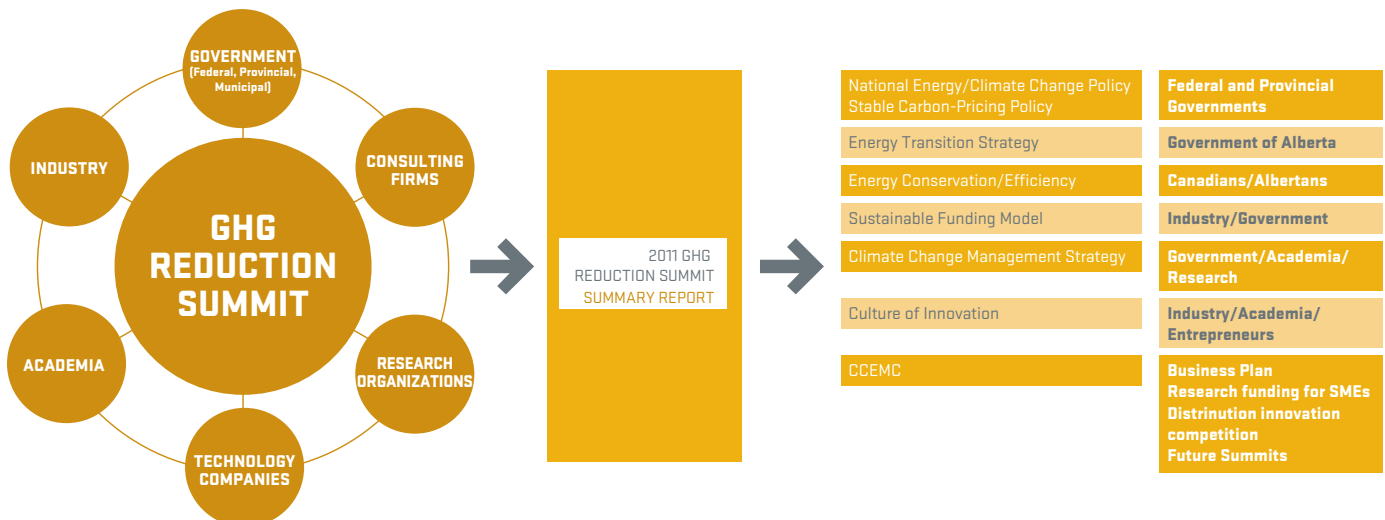 GOVERNMENT
(Federal, Provincial,
Municipal)
INDUSTRY
CONSULTING
FIRMS
GHG
REDUCTION
SUMMIT
ACADEMIA
RESEARCH
ORGANIZATIONS
TECHNOLOGY
COMPANIES
2011 GHG
REDUCTION SUMMIT
SUMMARY REPORT
National Energy/Climate Change Policy
Stable Carbon-Pricing Policy
Federal and Provincial
Governments
Energy Transition Strategy
Government of Alberta
Energy Conservation/Efficiency
Canadians/Albertans
Sustainable Funding Model
Industry/Government
Climate Change Management Strategy
Government/Academia/
Research
Culture of Innovation
Industry/Academia/
Entrepreneurs
CCEMC
Business Plan
Research funding for SMEs
Distrinution innovation
competition
Future Summits